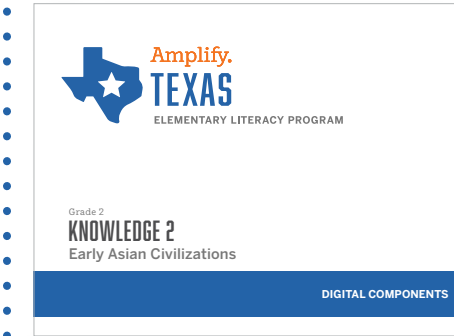 Amplify.
TEXAS
ELEMENTARY LITERACY PROGRAM
Grade 2
KNOWLEDGE 2
Early Asian Civilizations
DIGITAL COMPONENTS